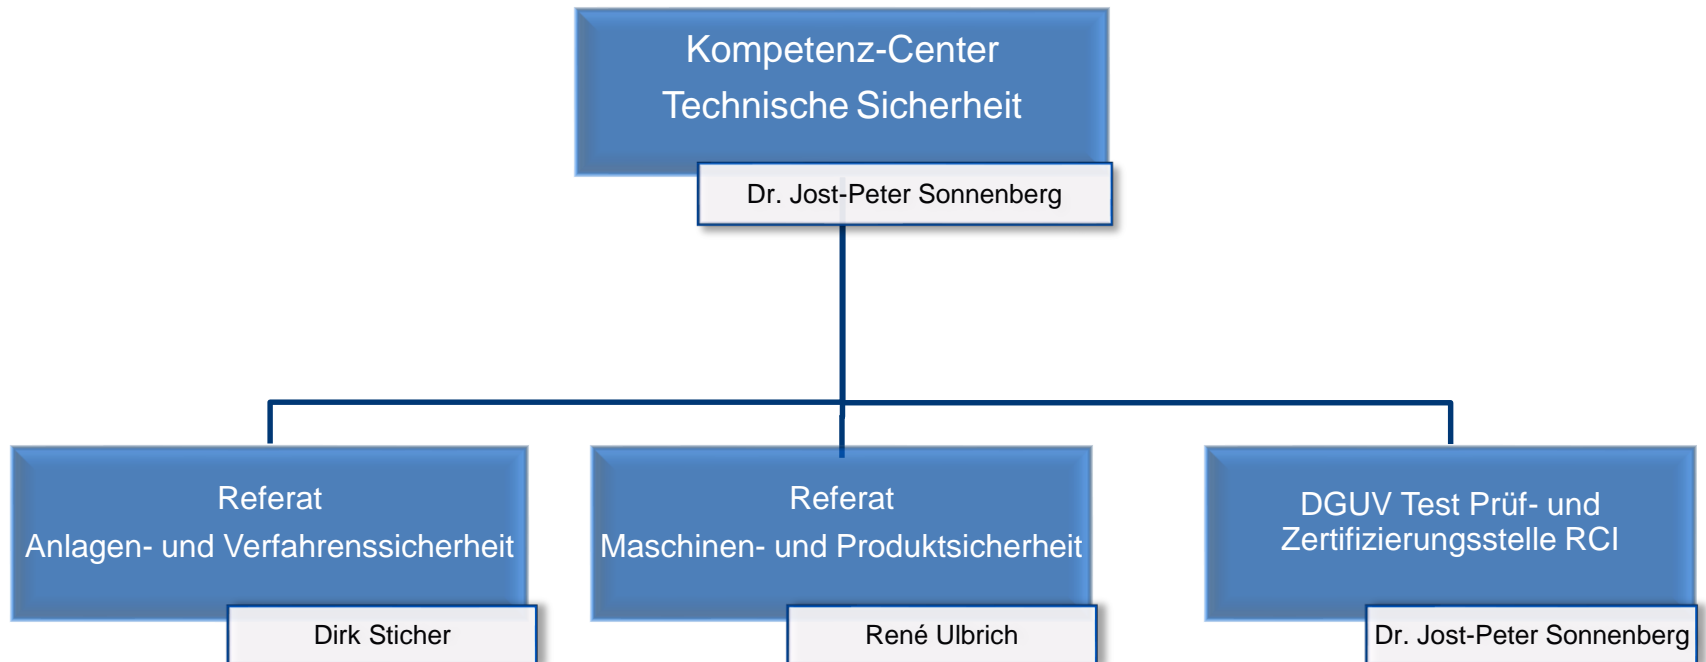 Kompetenz-Center
Technische Sicherheit
Dr. Jost-Peter Sonnenberg
Referat
Anlagen- und Verfahrenssicherheit
Dirk Sticher
Referat
Maschinen- und Produktsicherheit
René Ulbrich
DGUV Test Prüf- und
Zertifizierungsstelle RCI
Dr. Jost-Peter Sonnenberg